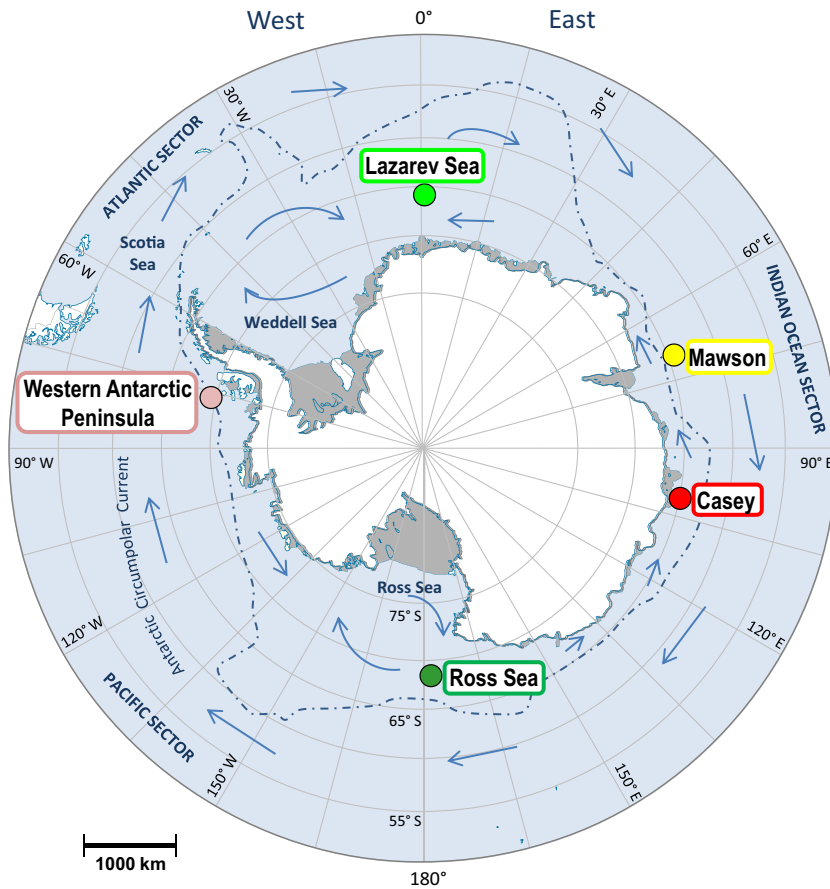 West
0°
East
30° W
30° E
ATLANTIC SECTOR
Lazarev Sea
Scotia
Sea
60° W
60° E
INDIAN OCEAN SECTOR
Weddell Sea
Mawson
Western Antarctic
Peninsula
90° W
90° E
Casey
Antarctic Circumpolar Current
Ross Sea
75° S
120° W
120° E
Ross Sea
PACIFIC SECTOR
65° S
150° W
150° E
55° S
1000 km
180°